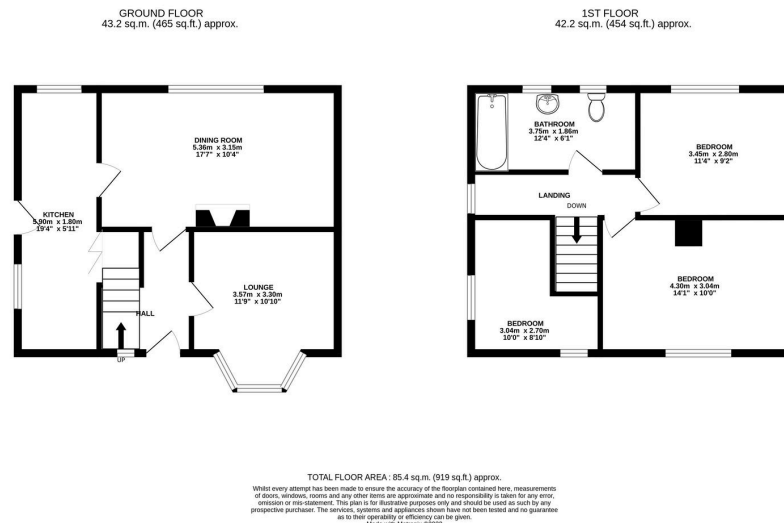 GROUND FLOOR
43.2 sq.m. (465 sq.ft.) approx.
1ST FLOOR
42.2 sq.m. (454 sq.ft.) approx.
DINING ROOM
5.36m x 3.15m
17'7" x 10'4"
KITCHEN
5.90m x 1.80m
19'4" x 5'11"
LOUNGE
3.57m x 3.30m
11'9" x 10'10"
HALL
UP
BATHROOM
3.75m x 1.86m
12'4" x 6'1"
BEDROOM
3.45m x 2.80m
11'4" x 9'2"
LANDING
DOWN
BEDROOM
4.30m x 3.04m
14'1" x 10'0"
BEDROOM
3.04m x 2.70m
10'0" x 8'10"
TOTAL FLOOR AREA : 85.4 sq.m. (919 sq.ft.) approx.
Whilst every attempt has been made to ensure the accuracy of the floorplan contained here, measurements
of doors, windows, rooms and any other items are approximate and no responsibility is taken for any error,
omission or mis-statement. This plan is for illustrative purposes only and should be used as such by any
prospective purchaser. The services, systems and appliances shown have not been tested and no guarantee
as to their operability or efficiency can be given.